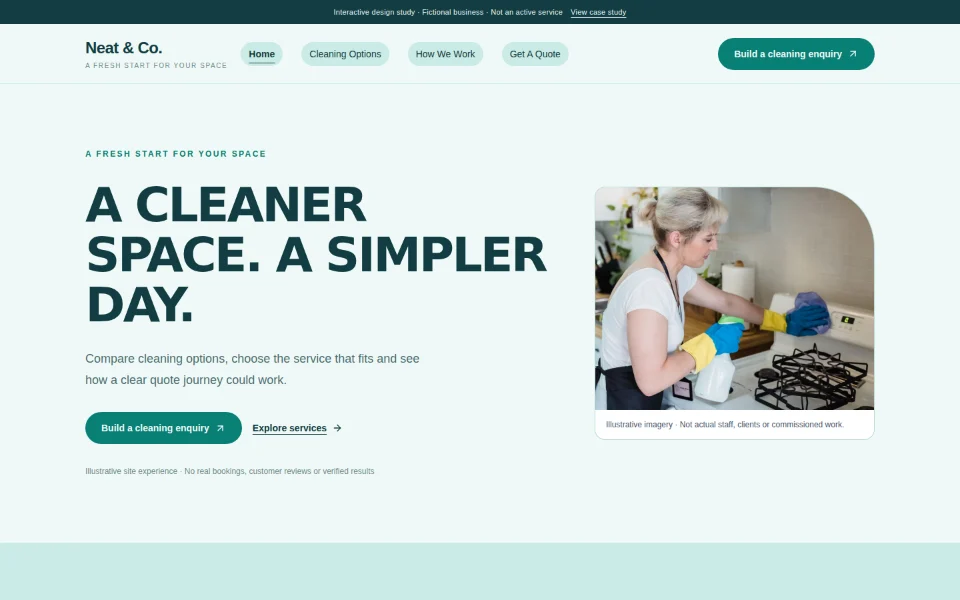 Interactive design study · Fictional business · Not an active service View case study
Neat & Co.
A FRESH START FOR YOUR SPACE
Home
Cleaning Options
How We Work
Get A Quote
Build a cleaning enquiry
A FRESH START FOR YOUR SPACE
A CLEANER
SPACE. A SIMPLER
DAY.
Compare cleaning options, choose the service that fits and see
how a clear quote journey could work.
Build a cleaning enquiry
Explore services
Illustrative imagery · Not actual staff, clients or commissioned work.
Illustrative site experience · No real bookings, customer reviews or verified results